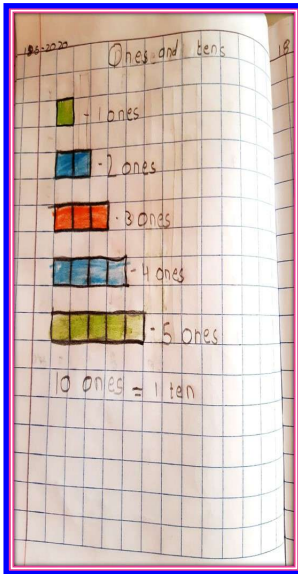 Ones and tens
- 1 ones
- 2 ones
- 3 ones
- 4 ones
- 5 ones
10 ones = 1 ten